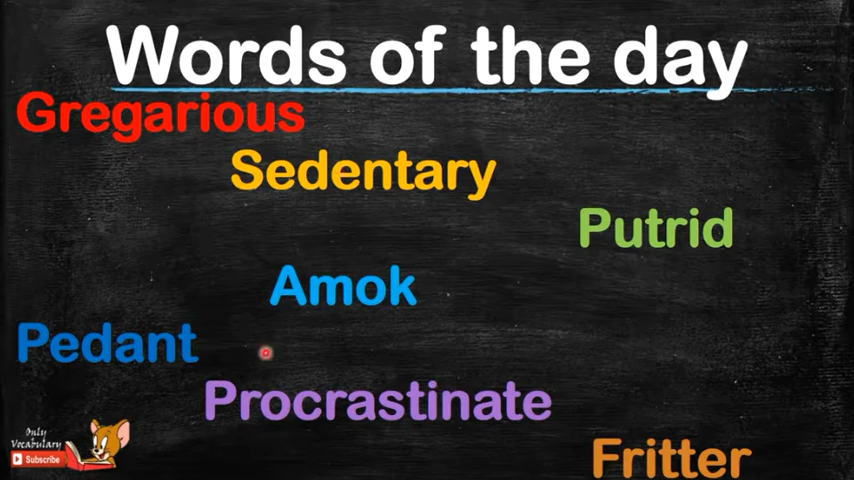 Words of the day
Gregarious
Sedentary
Putrid
Amok
Pedant
Procrastinate
Fritter
Only
Vocabulary
Subscribe